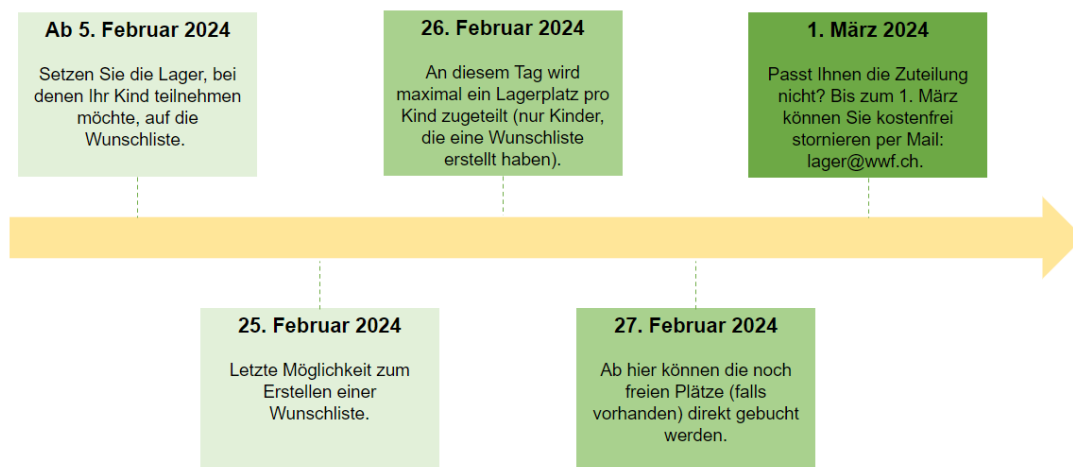 Ab 5. Februar 2024
Setzen Sie die Lager, bei
denen Ihr Kind teilnehmen
möchte, auf die
Wunschliste.
25. Februar 2024
Letzte Möglichkeit zum
Erstellen einer
Wunschliste.
26. Februar 2024
An diesem Tag wird
maximal ein Lagerplatz pro
Kind zugeteilt (nur Kinder,
die eine Wunschliste
erstellt haben).
27. Februar 2024
Ab hier können die noch
freien Plätze (falls
vorhanden) direkt gebucht
werden.
1. März 2024
Passt Ihnen die Zuteilung
nicht? Bis zum 1. März
können Sie kostenfrei
stornieren per Mail:
lager@wwf.ch.